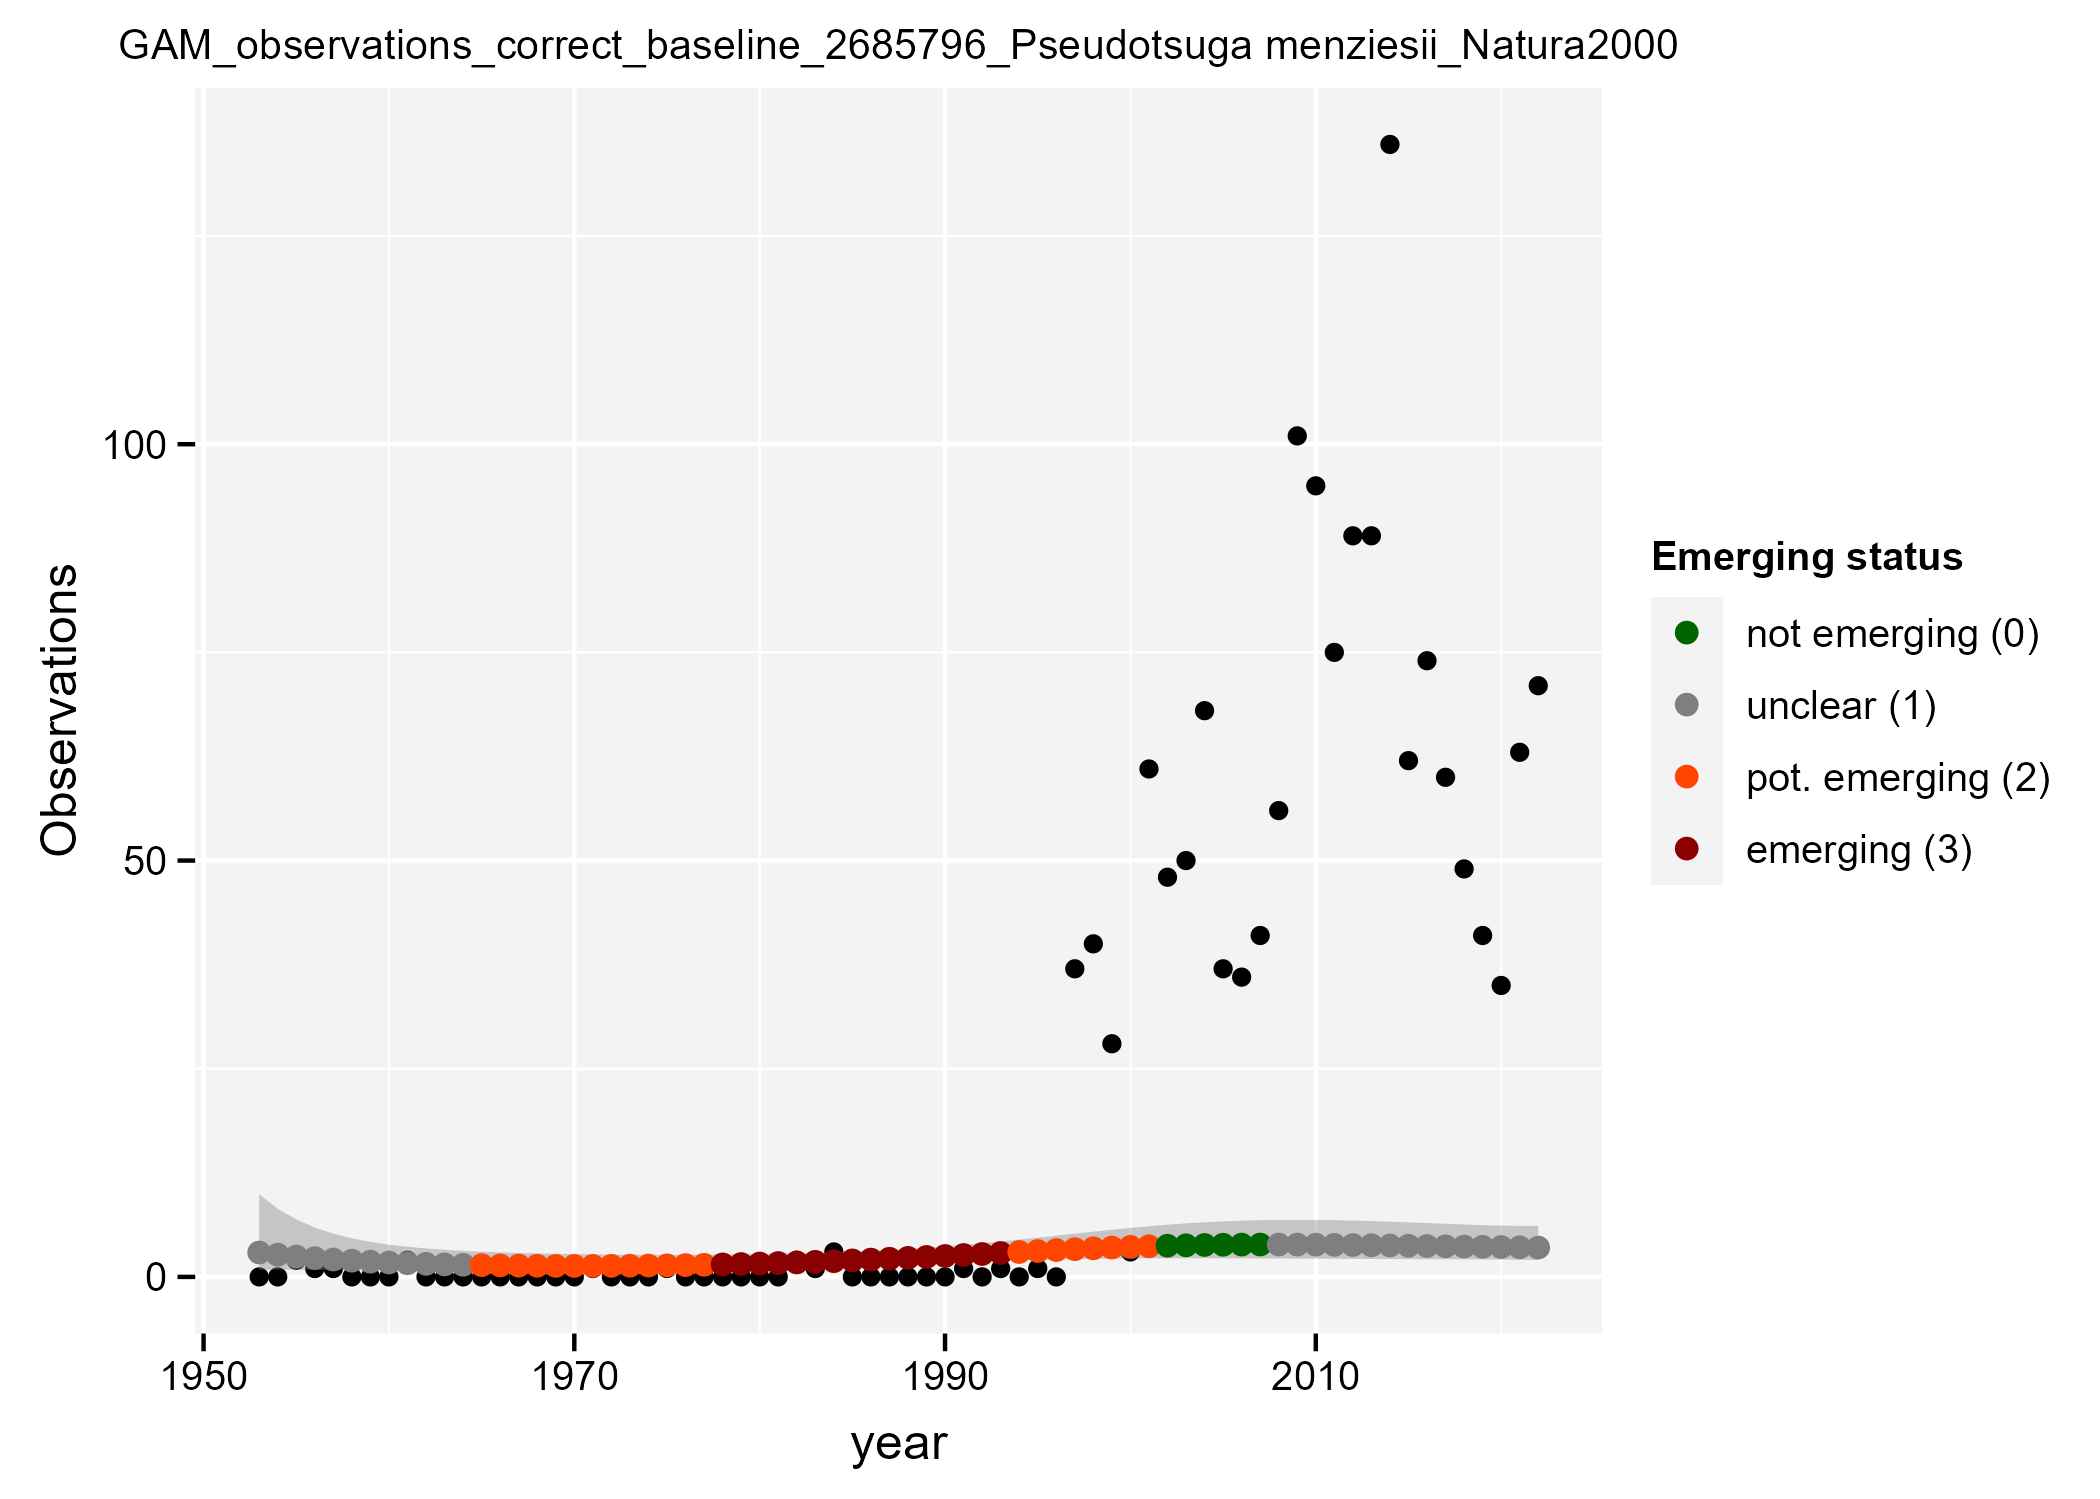 GAM_observations_correct_baseline_2685796_Pseudotsuga menziesii_Natura2000
Observations
100
50
0
1950 1970 1990 2010
year
Emerging status
not emerging (0)
unclear (1)
pot. emerging (2)
emerging (3)